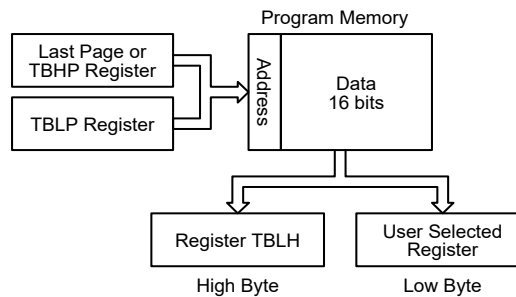 Program Memory
Last Page or
TBHP Register
TBLP Register
Address
Data
16 bits
Register TBLH
User Selected
Register
High Byte
Low Byte